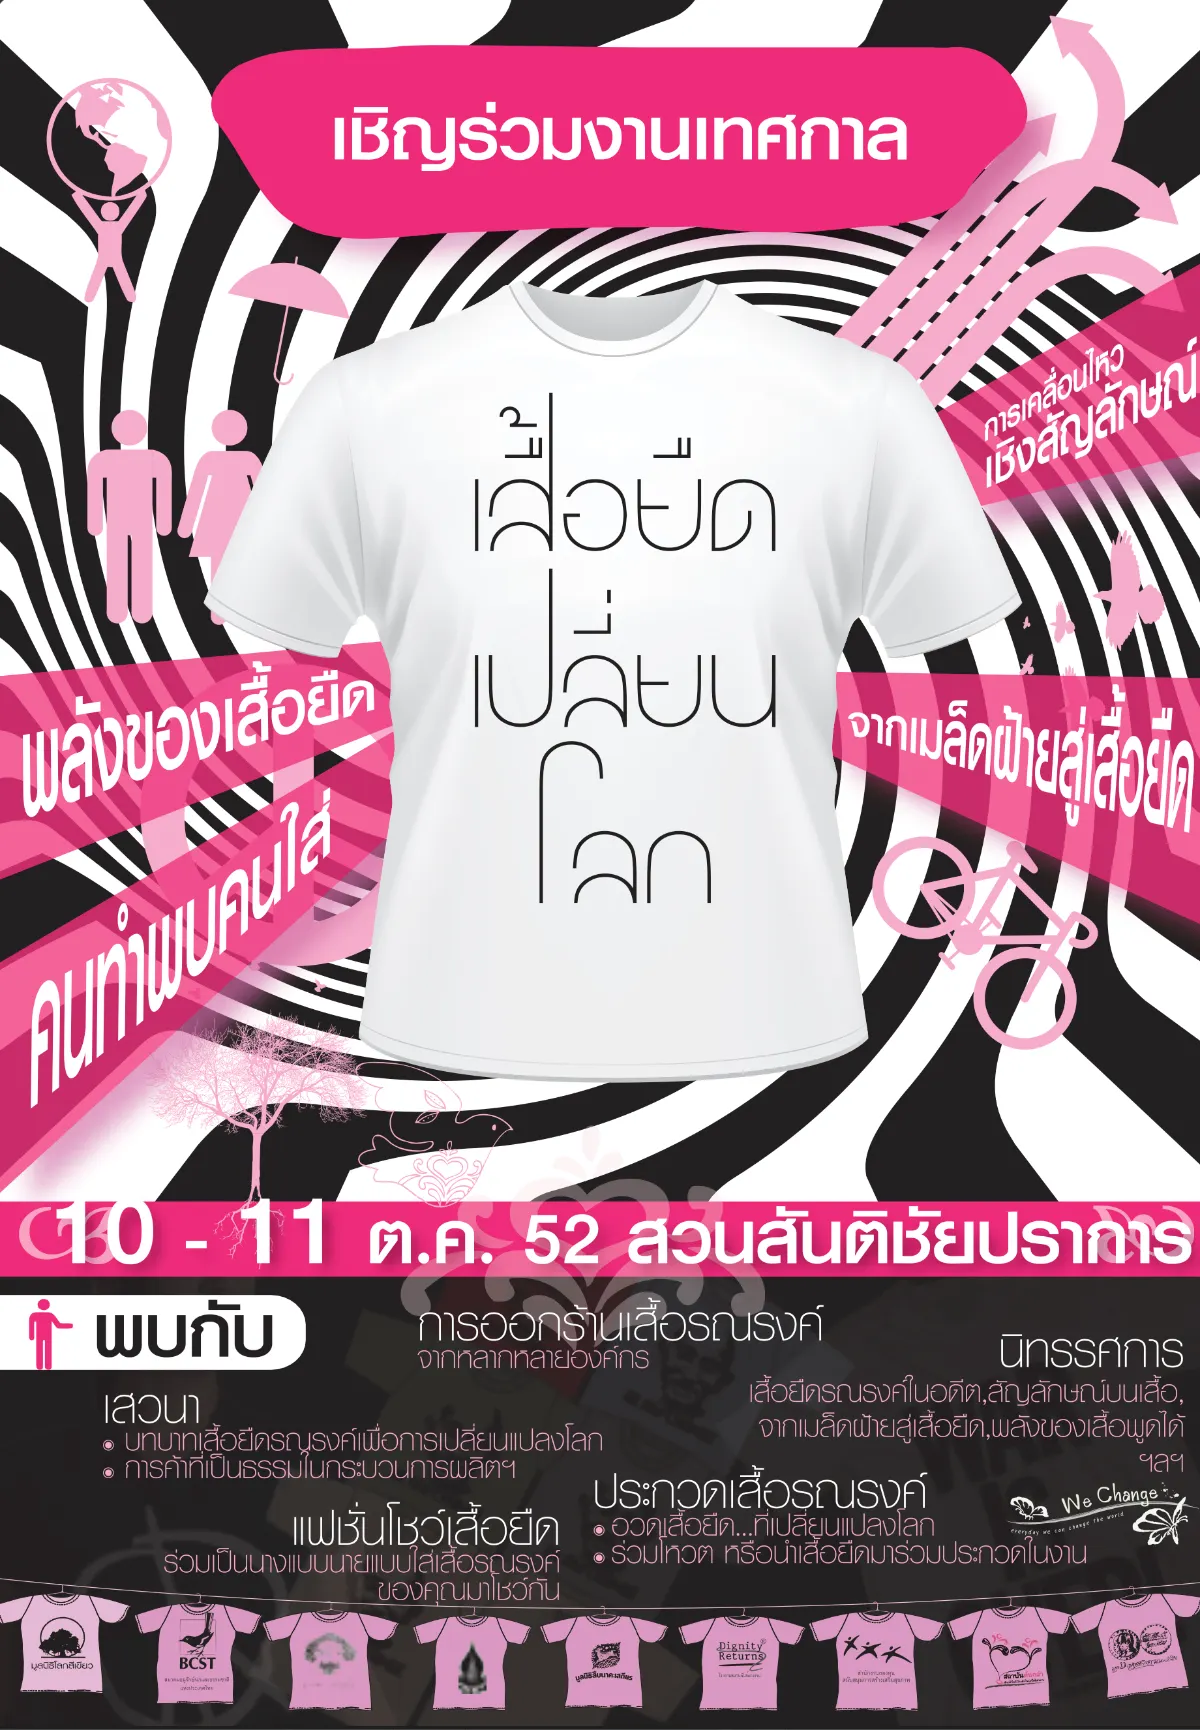 เชิญร่วมงานเทศกาล
เสื้อยืด
เปลี่ยน
โลก
การเคลื่อนไหว
เชิงสัญลักษณ์
พลังของเสื้อยืด
จากเมล็ดฝ้ายสู่เสื้อยืด
คนทำพบคนใส่
10 - 11 ต.ค. 52 สวนสันติชัยปราการ
พบกับ
การออกร้านเสื้อรณรงค์
จากหลากหลายองค์กร
นิทรรศการ
เสื้อยืดรณรงค์ในอดีต,สัญลักษณ์บนเสื้อ,
จากเมล็ดฝ้ายสู่เสื้อยืด,พลังของเสื้อพูดได้
ฯลฯ
เสวนา
บทบาทเสื้อยืดรณรงค์เพื่อการเปลี่ยนแปลงโลก
การค้าที่เป็นธรรมในกระบวนการผลิตฯ
ประกวดเสื้อรณรงค์
อวดเสื้อยืด...ที่เปลี่ยนแปลงโลก
ร่วมโหวต หรือนำเสื้อยืดมาร่วมประกวดในงาน
We Change
everyday we can change the world
แฟชั่นโชว์เสื้อยืด
ร่วมเป็นนางแบบนายแบบใส่เสื้อรณรงค์
ของคุณมาโชว์กัน
มูลนิธิโลกสีเขียว
BCST
มูลนิธิสืบนาคะเสถียร
Dignity
Returns